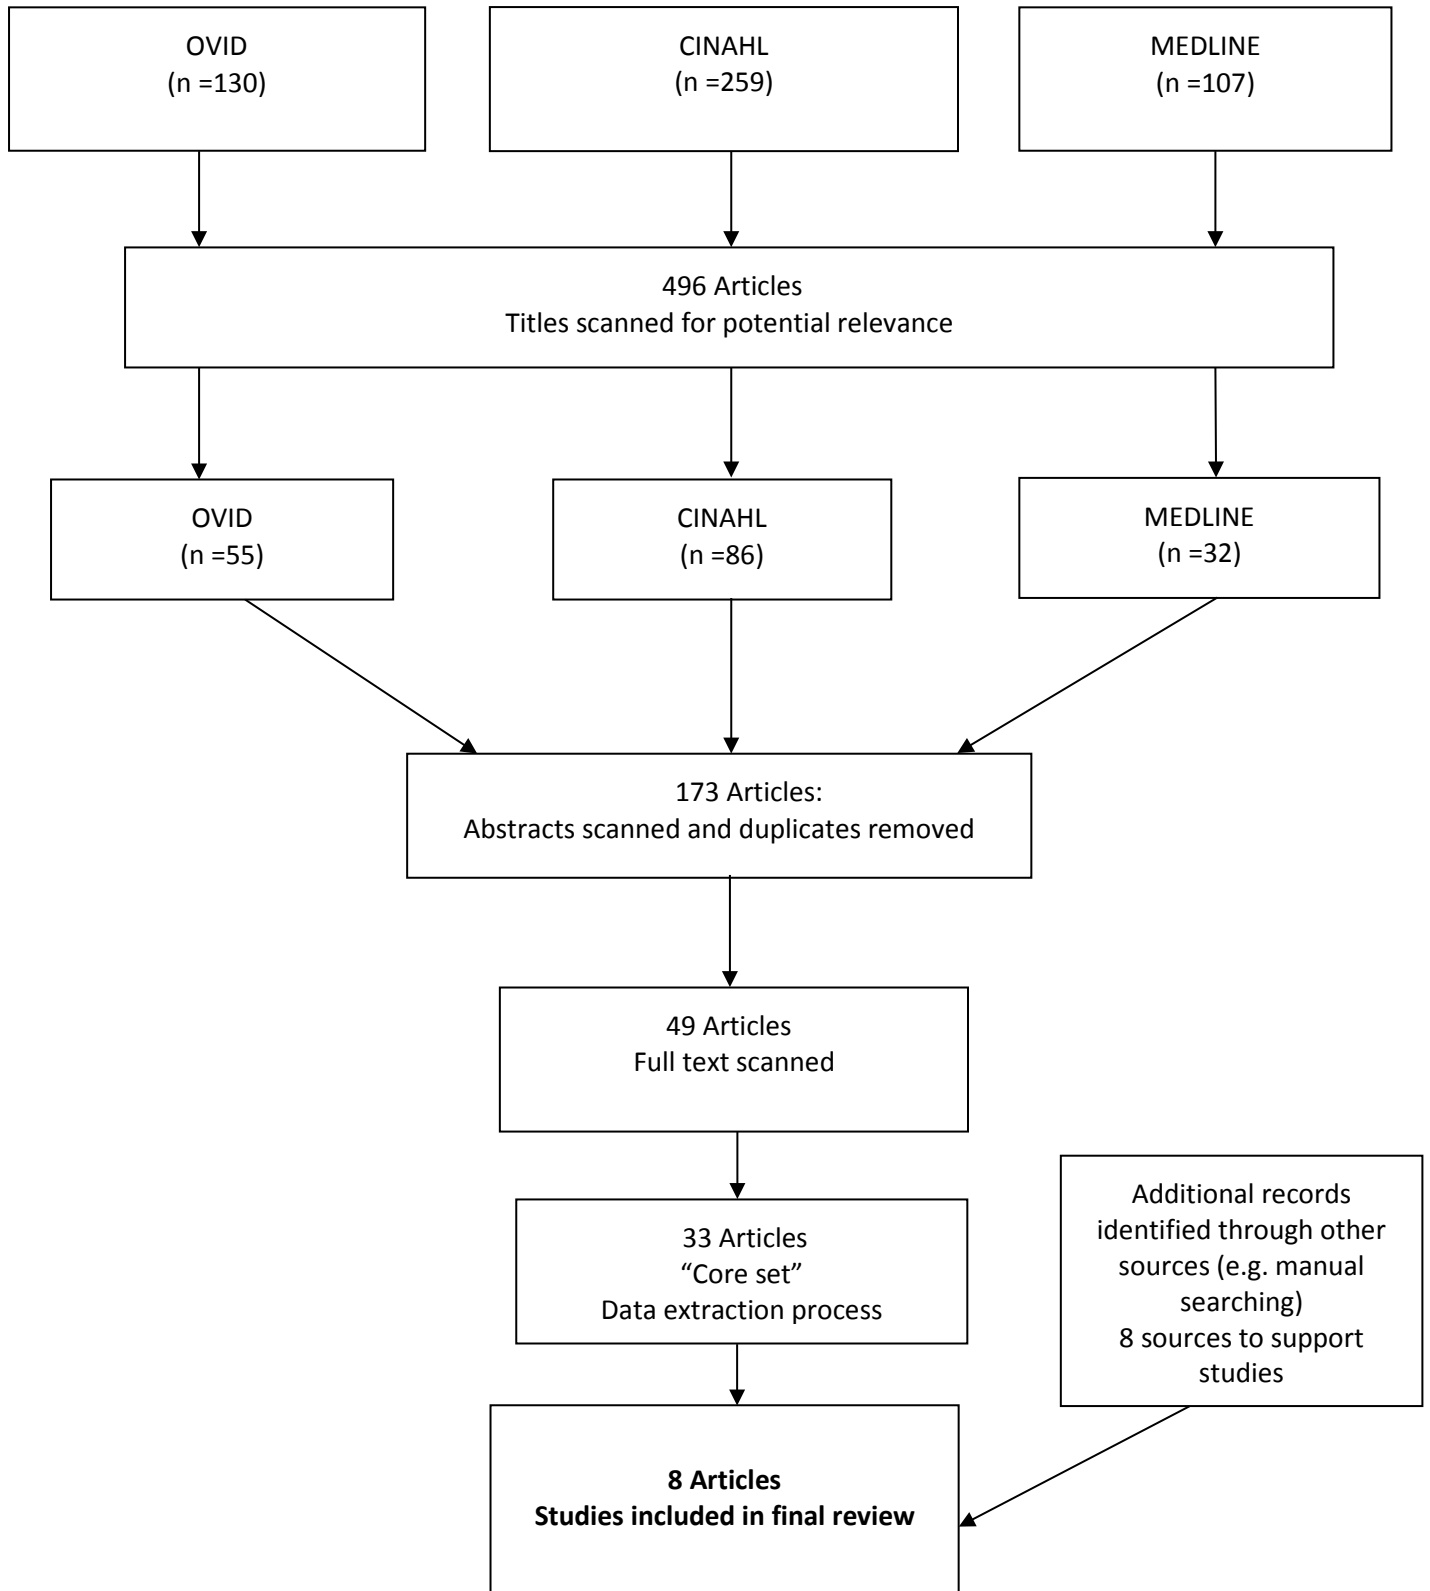 OVID
(n =130)
CINAHL
(n =259)
MEDLINE
(n =107)
496 Articles
Titles scanned for potential relevance
OVID
(n =55)
CINAHL
(n =86)
MEDLINE
(n =32)
173 Articles:
Abstracts scanned and duplicates removed
49 Articles
Full text scanned
33 Articles
“Core set”
Data extraction process
Additional records
identified through other
sources (e.g. manual
searching)
8 sources to support
studies
8 Articles
Studies included in final review